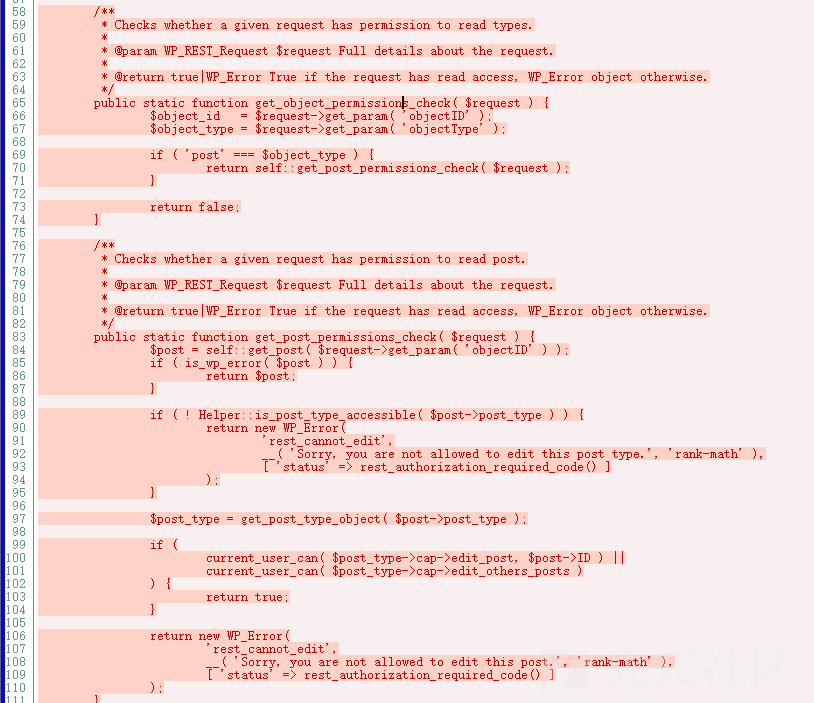 58 /**
59 * Checks whether a given request has permission to read types.
60 *
61 * @param WP_REST_Request $request Full details about the request.
62 *
63 * @return true|WP_Error True if the request has read access, WP_Error object otherwise.
64 */
65 public static function get_object_permissions_check( $request ) {
66 $object_id   = $request->get_param( 'objectID' );
67 $object_type = $request->get_param( 'objectType' );
68
69 if ( 'post' === $object_type ) {
70 return self::get_post_permissions_check( $request );
71 }
72
73 return false;
74 }
75
76 /**
77 * Checks whether a given request has permission to read post.
78 *
79 * @param WP_REST_Request $request Full details about the request.
80 *
81 * @return true|WP_Error True if the request has read access, WP_Error object otherwise.
82 */
83 public static function get_post_permissions_check( $request ) {
84 $post = self::get_post( $request->get_param( 'objectID' ) );
85 if ( is_wp_error( $post ) ) {
86 return $post;
87 }
88
89 if ( ! Helper::is_post_type_accessible( $post->post_type ) ) {
90 return new WP_Error(
91 'rest_cannot_edit',
92 __( 'Sorry, you are not allowed to edit this post type.', 'rank-math' ),
93 [ 'status' => rest_authorization_required_code() ]
94 );
95 }
96
97 $post_type = get_post_type_object( $post->post_type );
98
99 if (
100 current_user_can( $post_type->cap->edit_post, $post->ID ) ||
101 current_user_can( $post_type->cap->edit_others_posts )
102 ) {
103 return true;
104 }
105
106 return new WP_Error(
107 'rest_cannot_edit',
108 __( 'Sorry, you are not allowed to edit this post.', 'rank-math' ),
109 [ 'status' => rest_authorization_required_code() ]
110 );
111 }
先知社区